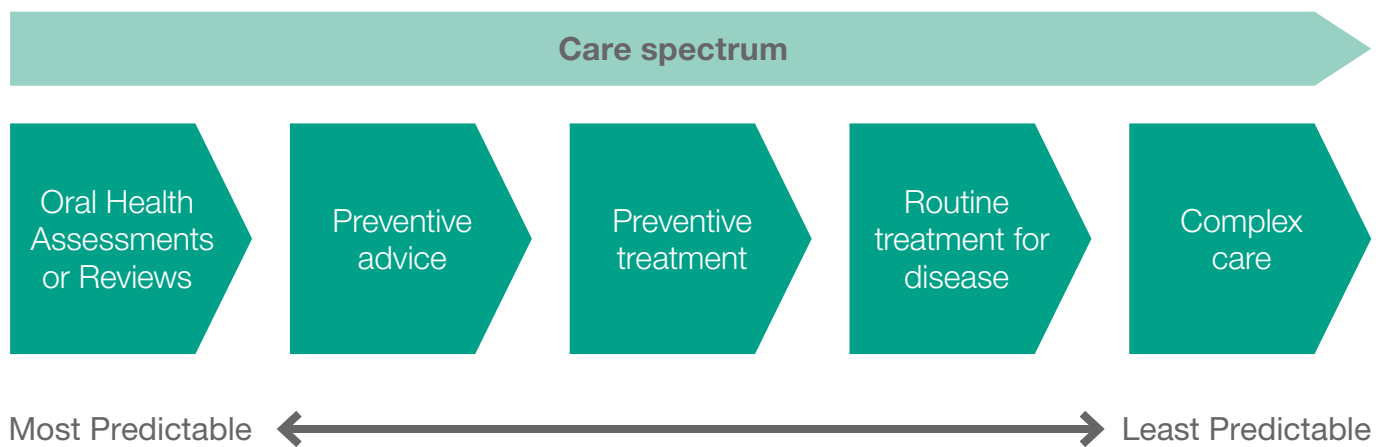 Care spectrum
Oral Health
Assessments
or Reviews
Preventive
advice
Preventive
treatment
Routine
treatment for
disease
Complex
care
Most Predictable
Least Predictable